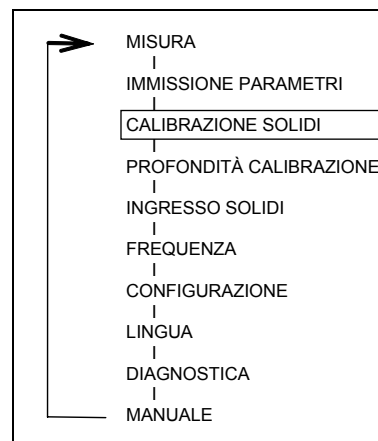 MISURA
IMMISSIONE PARAMETRI
CALIBRAZIONE SOLIDI
PROFONDITÀ CALIBRAZIONE
INGRESSO SOLIDI
FREQUENZA
CONFIGURAZIONE
LINGUA
DIAGNOSTICA
MANUALE